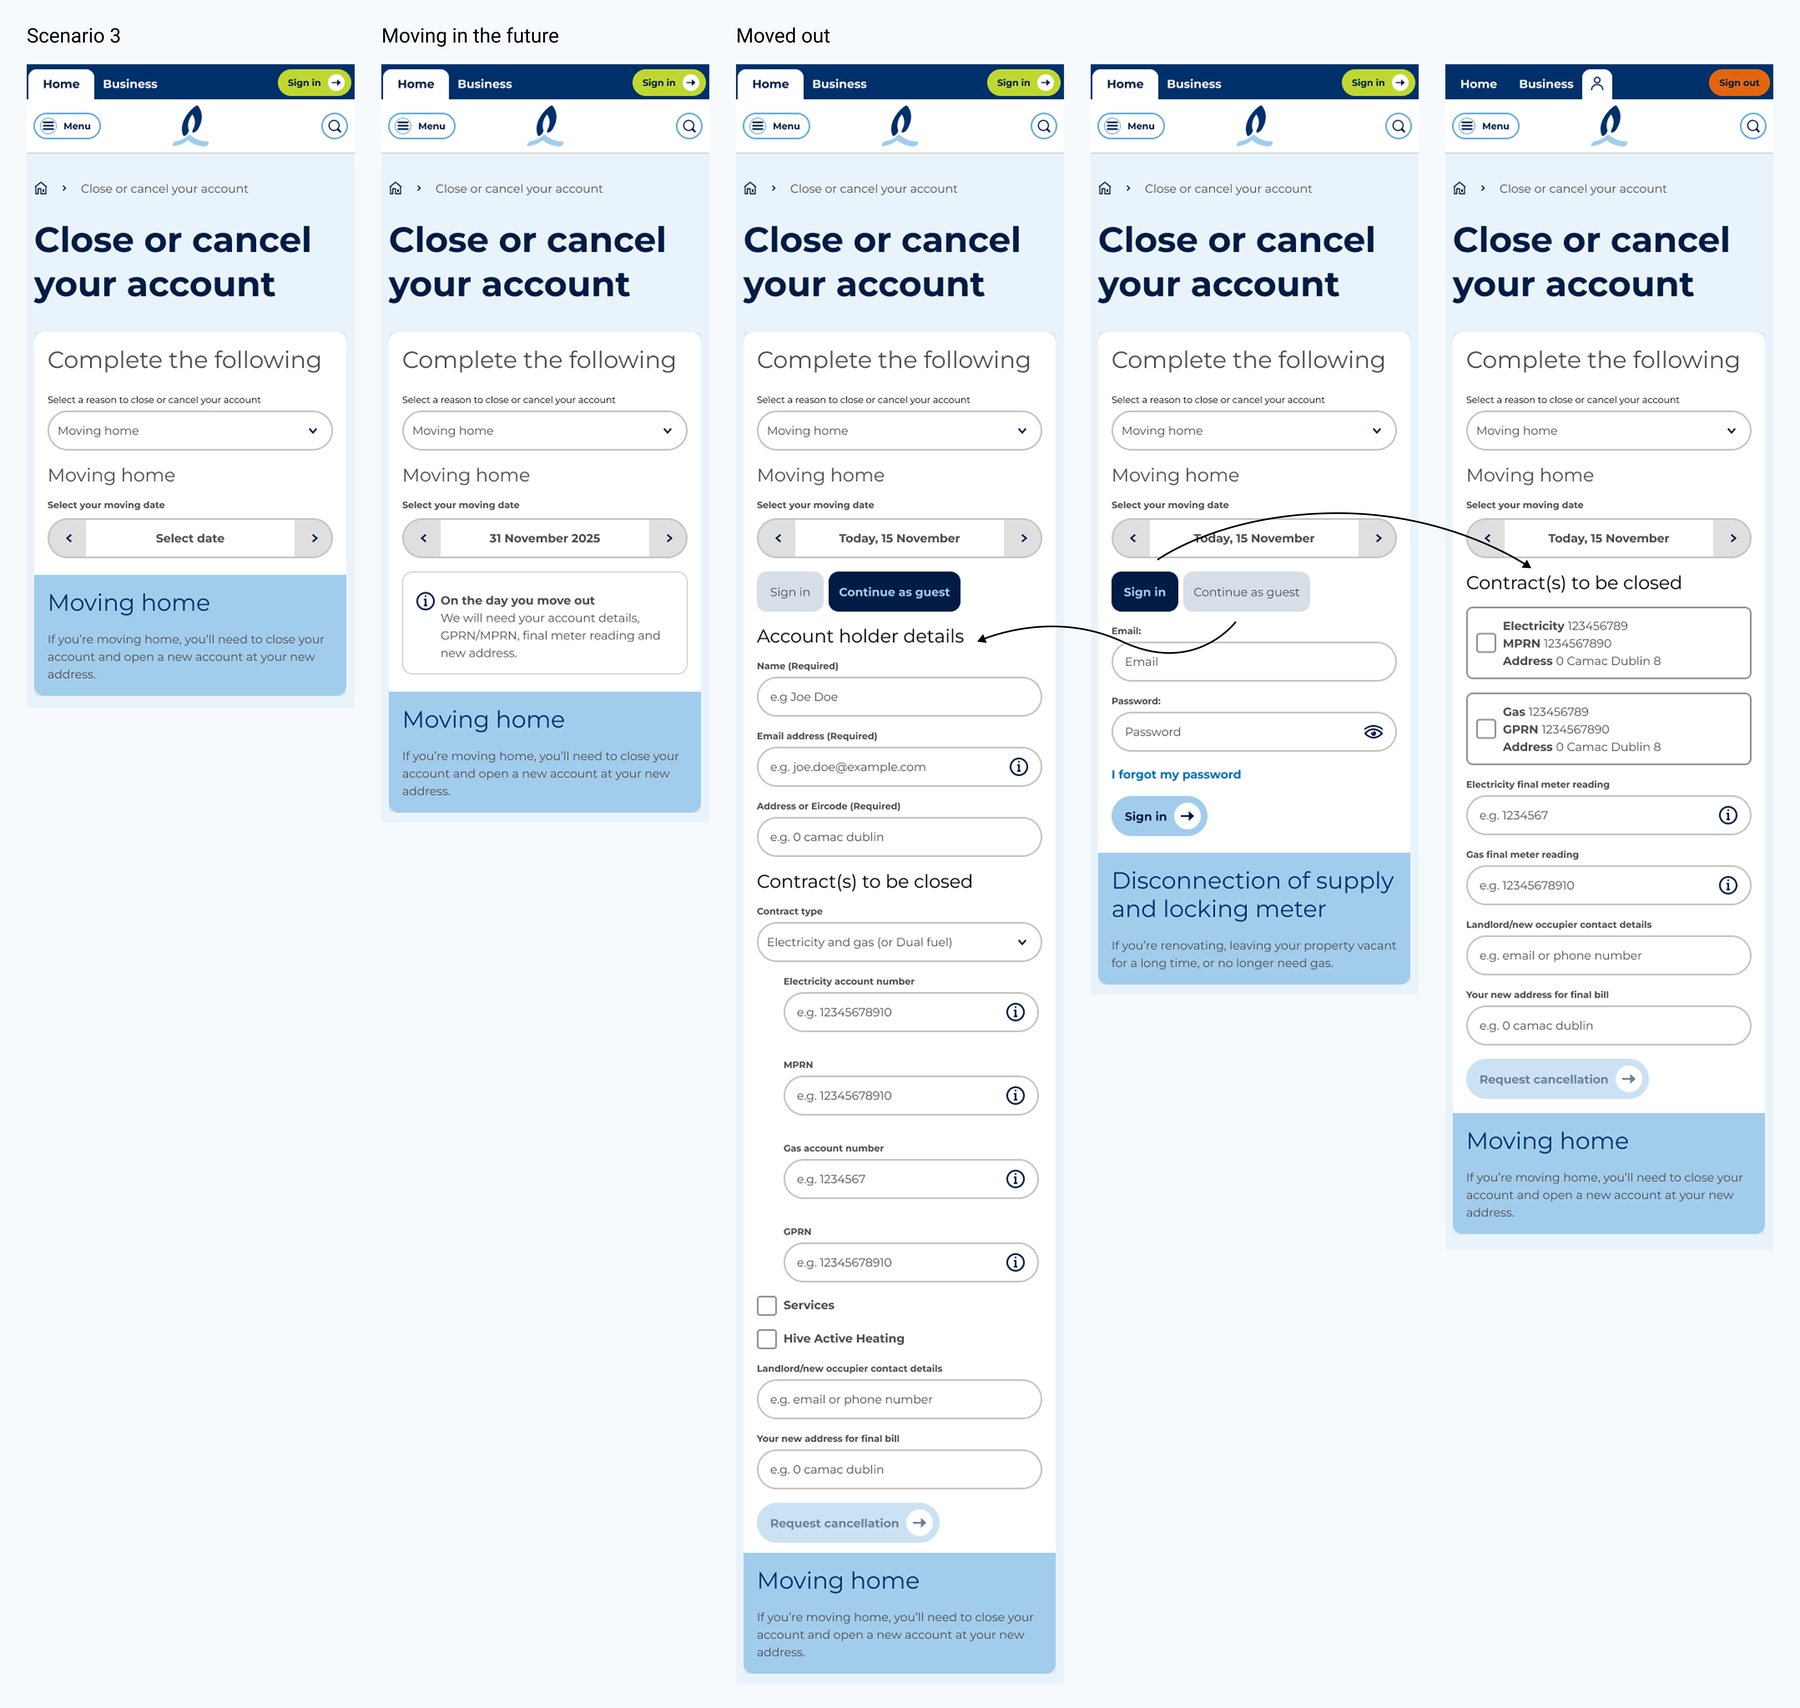 Scenario 3
Home
Business
Sign in
Menu
Close or cancel your account
Close or cancel
your account
Complete the following
Select a reason to close or cancel your account
Moving home
Moving home
Select your moving date
Select date
Moving home
If you're moving home, you'll need to close your
account and open a new account at your new
address.
Moving in the future
Home
Business
Sign in
Menu
Close or cancel your account
Close or cancel
your account
Complete the following
Select a reason to close or cancel your account
Moving home
Moving home
Select your moving date
31 November 2025
On the day you move out
We will need your account details,
GPRN/MPRN, final meter reading and
new address.
Moving home
If you're moving home, you'll need to close your
account and open a new account at your new
address.
Moved out
Home
Business
Sign in
Menu
Close or cancel your account
Close or cancel
your account
Complete the following
Select a reason to close or cancel your account
Moving home
Moving home
Select your moving date
Today, 15 November
Sign in
Continue as guest
Account holder details
Name (Required)
e.g Joe Doe
Email address (Required)
e.g. joe.doe@example.com
Address or Eircode (Required)
e.g. 0 camac dublin
Contract(s) to be closed
Contract type
Electricity and gas (or Dual fuel)
Electricity account number
e.g. 12345678910
MPRN
e.g. 12345678910
Gas account number
e.g. 1234567
GPRN
e.g. 12345678910
Services
Hive Active Heating
Landlord/new occupier contact details
e.g. email or phone number
Your new address for final bill
e.g. 0 camac dublin
Request cancellation
Moving home
If you're moving home, you'll need to close your
account and open a new account at your new
address.
Home
Business
Sign in
Menu
Close or cancel your account
Close or cancel
your account
Complete the following
Select a reason to close or cancel your account
Moving home
Moving home
Select your moving date
Today, 15 November
Sign in
Continue as guest
Email:
Email
Password:
Password
I forgot my password
Sign in
Disconnection of supply
and locking meter
If you're renovating, leaving your property vacant
for a long time, or no longer need gas.
Home
Business
Sign out
Menu
Close or cancel your account
Close or cancel
your account
Complete the following
Select a reason to close or cancel your account
Moving home
Moving home
Select your moving date
Today, 15 November
Contract(s) to be closed
Electricity 123456789
MPRN 1234567890
Address 0 Camac Dublin 8
Gas 123456789
GPRN 1234567890
Address 0 Camac Dublin 8
Electricity final meter reading
e.g. 1234567
Gas final meter reading
e.g. 12345678910
Landlord/new occupier contact details
e.g. email or phone number
Your new address for final bill
e.g. 0 camac dublin
Request cancellation
Moving home
If you're moving home, you'll need to close your
account and open a new account at your new
address.